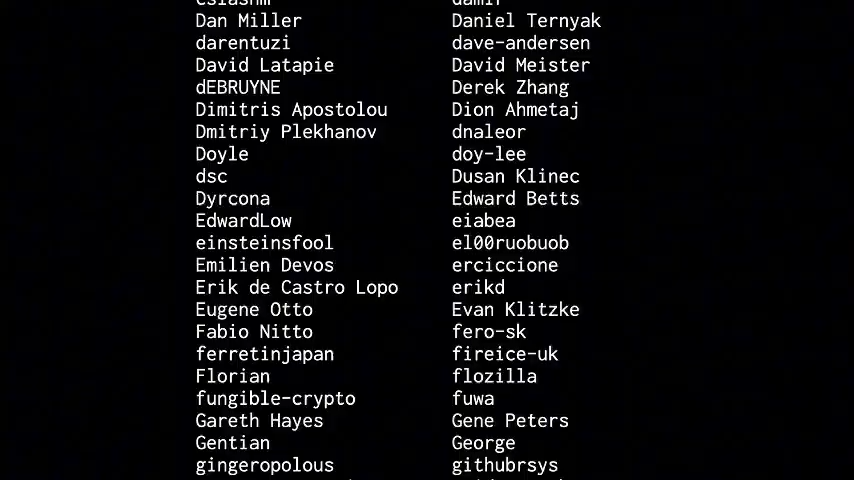 Dan Miller Daniel Ternyak
darentuzi dave-andersen
David Latapie David Meister
dEBRUYNE Derek Zhang
Dimitris Apostolou Dion Ahmetaj
Dmitriy Plekhanov dnaleor
Doyle doy-lee
dsc Dusan Klinec
Dyrcona Edward Betts
EdwardLow eiabea
einsteinsfool el00ruobuob
Emilien Devos erciccione
Erik de Castro Lopo erikd
Eugene Otto Evan Klitzke
Fabio Nitto fero-sk
ferretinjapan fireice-uk
Florian flozilla
fungible-crypto fuwa
Gareth Hayes Gene Peters
Gentian George
gingeropolous githubrsys